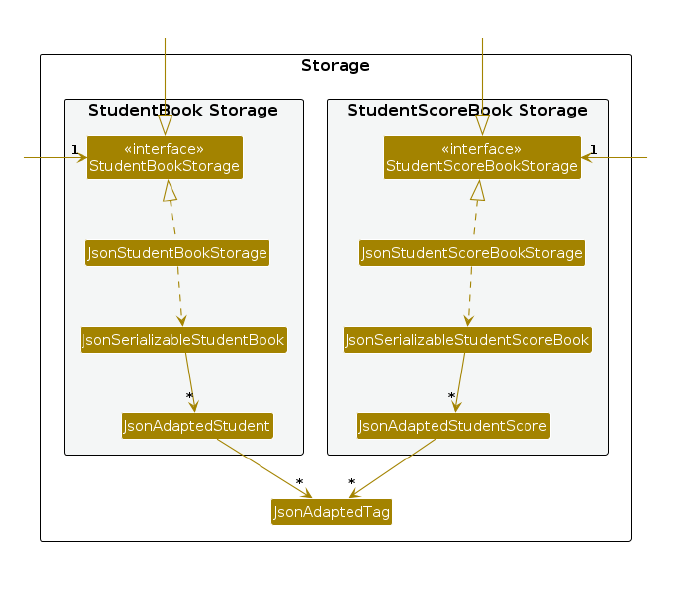 Storage
StudentBook Storage
StudentScoreBook Storage
1
«interface»
StudentBookStorage
«interface»
StudentScoreBookStorage
1
JsonStudentBookStorage
JsonStudentScoreBookStorage
JsonSerializableStudentBook
JsonSerializableStudentScoreBook
*
*
JsonAdaptedStudent
JsonAdaptedStudentScore
*
*
JsonAdaptedTag